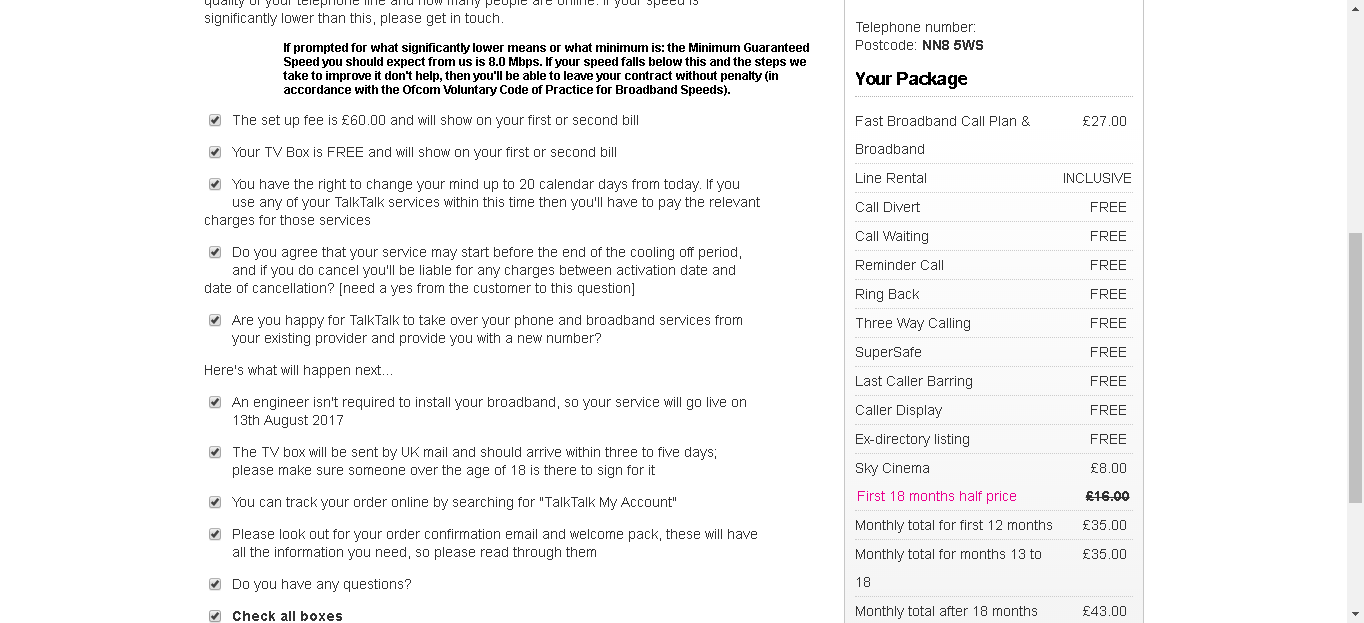 quality of your telephone line and how many people are online. If your speed is
significantly lower than this, please get in touch.
If prompted for what significantly lower means or what minimum is: the Minimum Guaranteed
Speed you should expect from us is 8.0 Mbps. If your speed falls below this and the steps we
take to improve it don't help, then you'll be able to leave your contract without penalty (in
accordance with the Ofcom Voluntary Code of Practice for Broadband Speeds).
The set up fee is £60.00 and will show on your first or second bill
Your TV Box is FREE and will show on your first or second bill
You have the right to change your mind up to 20 calendar days from today. If you
use any of your TalkTalk services within this time then you'll have to pay the relevant
charges for those services
Do you agree that your service may start before the end of the cooling off period,
and if you do cancel you'll be liable for any charges between activation date and
date of cancellation? [need a yes from the customer to this question]
Are you happy for TalkTalk to take over your phone and broadband services from
your existing provider and provide you with a new number?
Here's what will happen next...
An engineer isn't required to install your broadband, so your service will go live on
13th August 2017
The TV box will be sent by UK mail and should arrive within three to five days;
please make sure someone over the age of 18 is there to sign for it
You can track your order online by searching for "TalkTalk My Account"
Please look out for your order confirmation email and welcome pack, these will have
all the information you need, so please read through them
Do you have any questions?
Check all boxes
Telephone number:
Postcode: NN8 5WS
Your Package
Fast Broadband Call Plan & £27.00
Broadband
Line Rental INCLUSIVE
Call Divert FREE
Call Waiting FREE
Reminder Call FREE
Ring Back FREE
Three Way Calling FREE
SuperSafe FREE
Last Caller Barring FREE
Caller Display FREE
Ex-directory listing FREE
Sky Cinema £8.00
First 18 months half price £16.00
Monthly total for first 12 months £35.00
Monthly total for months 13 to £35.00
18
Monthly total after 18 months £43.00